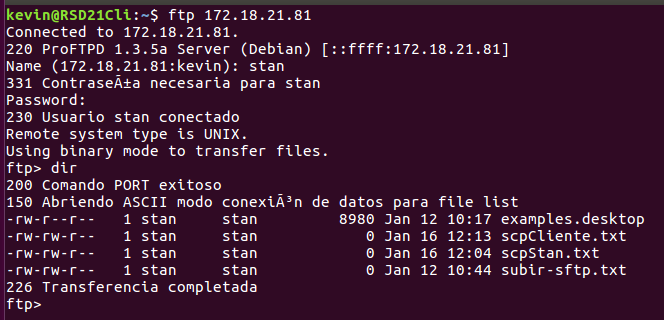 kevin@RSD21Cli:~$ ftp 172.18.21.81
Connected to 172.18.21.81.
220 ProFTPD 1.3.5a Server (Debian) [::ffff:172.18.21.81]
Name (172.18.21.81:kevin): stan
331 ContraseÃ±a necesaria para stan
Password:
230 Usuario stan conectado
Remote system type is UNIX.
Using binary mode to transfer files.
ftp> dir
200 Comando PORT exitoso
150 Abriendo ASCII modo conexiÃ³n de datos para file list
-rw-r--r--   1 stan     stan         8980 Jan 12 10:17 examples.desktop
-rw-rw-r--   1 stan     stan            0 Jan 16 12:13 scpCliente.txt
-rw-rw-r--   1 stan     stan            0 Jan 16 12:04 scpStan.txt
-rw-rw-r--   1 stan     stan            0 Jan 12 10:44 subir-sftp.txt
226 Transferencia completada
ftp>